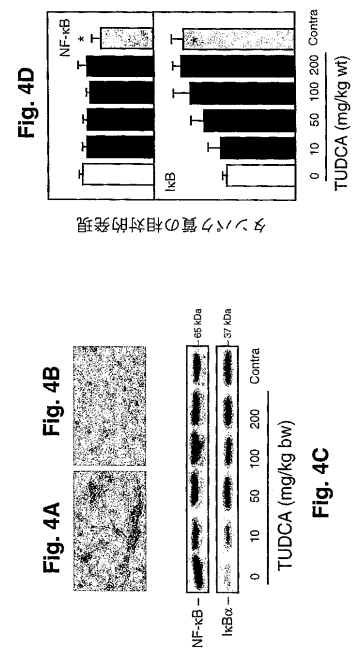 Fig. 4A
Fig. 4B
NF-κB
65 kDa
IκBα
37 kDa
0 10 50 100 200 Contra
TUDCA (mg/kg bw)
Fig. 4C
Fig. 4D
タンパク質の相対的発現
NF-κB
*
IκB
*
0 10 50 100 200 Contra
TUDCA (mg/kg wt)